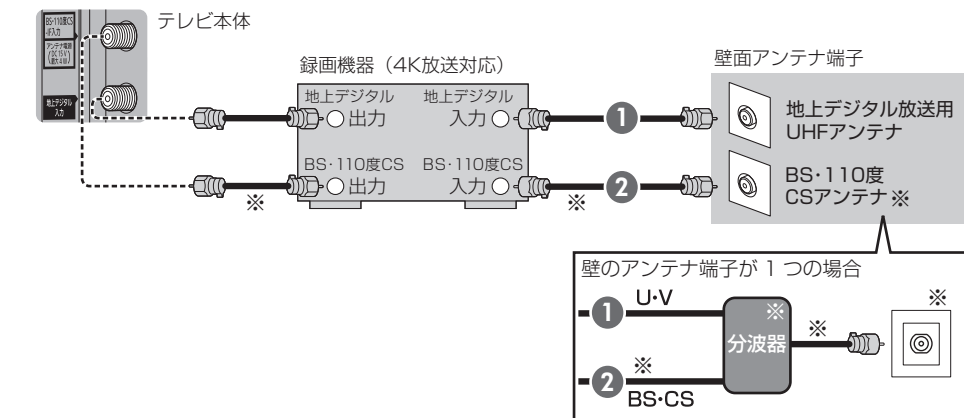 テレビ本体
BS･110度CS
-IF入力
アンテナ電源
(DC15V
最大4W)
地上デジタル
入力
録画機器（4K放送対応）
地上デジタル
出力
地上デジタル
入力
BS･110度CS
出力
BS･110度CS
入力
※
※
1
2
壁面アンテナ端子
地上デジタル放送用
UHFアンテナ
BS･110度
CSアンテナ※
壁のアンテナ端子が 1 つの場合
1
U･V
2
※
BS･CS
※
分波器
※
※